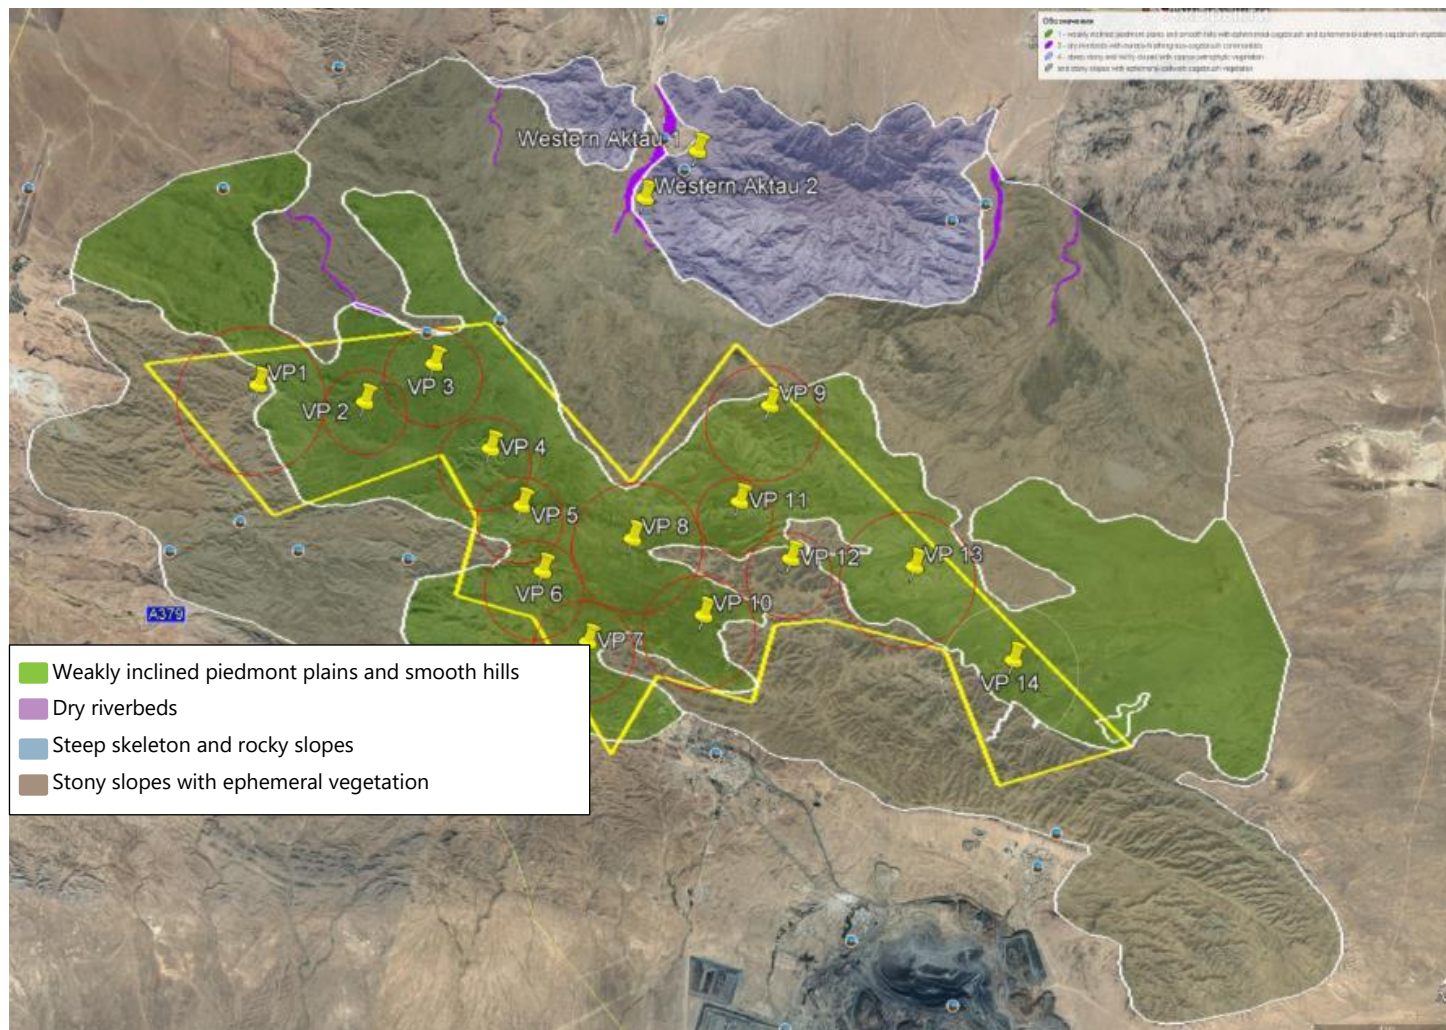 Обозначения
Western Aktau 1
Western Aktau 2
VP1
VP 2
VP 3
VP 4
VP 5
VP 6
VP 7
VP 8
VP 9
VP 10
VP 11
VP 12
VP 13
VP 14
A379
Weakly inclined piedmont plains and smooth hills
Dry riverbeds
Steep skeleton and rocky slopes
Stony slopes with ephemeral vegetation